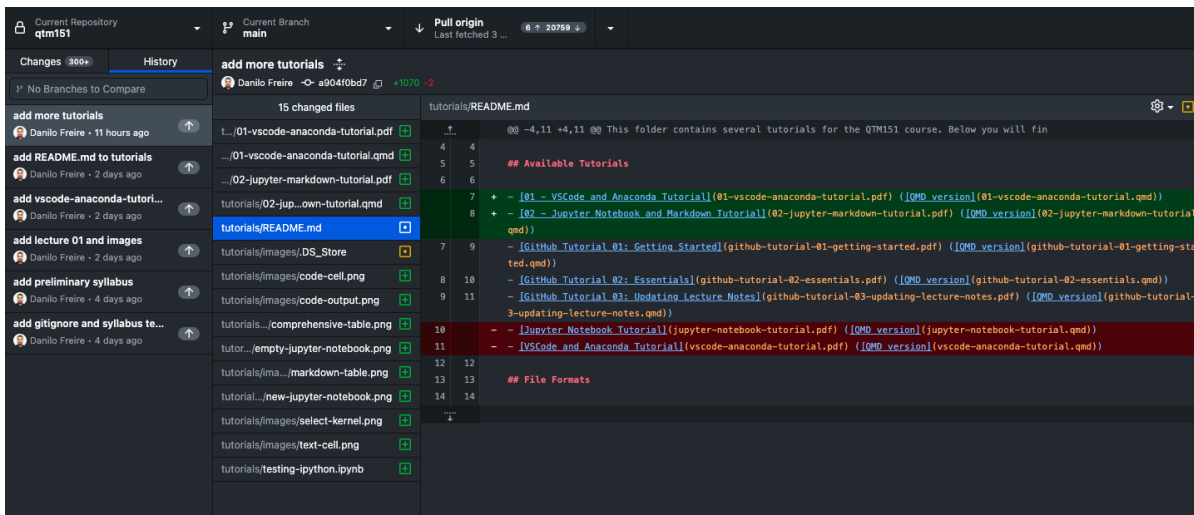 Current Repository
qtm151
Current Branch
main
Pull origin
Last fetched 3 ...
6 ↑ 20759 ↓
Changes 300+
History
No Branches to Compare
add more tutorials
Danilo Freire • 11 hours ago
add README.md to tutorials
Danilo Freire • 2 days ago
add vscode-anaconda-tutori...
Danilo Freire • 2 days ago
add lecture 01 and images
Danilo Freire • 2 days ago
add preliminary syllabus
Danilo Freire • 4 days ago
add gitignore and syllabus te...
Danilo Freire • 4 days ago
add more tutorials
Danilo Freire a904f0bd7 +1070 -2
15 changed files
t.../01-vscode-anaconda-tutorial.pdf
.../01-vscode-anaconda-tutorial.qmd
.../02-jupyter-markdown-tutorial.pdf
tutorials/02-jup...own-tutorial.qmd
tutorials/README.md
tutorials/images/.DS_Store
tutorials/images/code-cell.png
tutorials/images/code-output.png
tutorials.../comprehensive-table.png
tutor.../empty-jupyter-notebook.png
tutorials/ima.../markdown-table.png
tutorial.../new-jupyter-notebook.png
tutorials/images/select-kernel.png
tutorials/images/text-cell.png
tutorials/testing-ipython.ipynb
tutorials/README.md
@@ -4,11 +4,11 @@ This folder contains several tutorials for the QTM151 course. Below you will fin
4 4
5 5 ## Available Tutorials
6 6
7 + - [01 - VSCode and Anaconda Tutorial](01-vscode-anaconda-tutorial.pdf) ([QMD version](01-vscode-anaconda-tutorial.qmd))
8 + - [02 - Jupyter Notebook and Markdown Tutorial](02-jupyter-markdown-tutorial.pdf) ([QMD version](02-jupyter-markdown-tutorial
qmd))
7 9 - [GitHub Tutorial 01: Getting Started](github-tutorial-01-getting-started.pdf) ([QMD version](github-tutorial-01-getting-sta
ted.qmd))
8 10 - [GitHub Tutorial 02: Essentials](github-tutorial-02-essentials.pdf) ([QMD version](github-tutorial-02-essentials.qmd))
9 11 - [GitHub Tutorial 03: Updating Lecture Notes](github-tutorial-03-updating-lecture-notes.pdf) ([QMD version](github-tutorial-
3-updating-lecture-notes.qmd))
10 - - [Jupyter Notebook Tutorial](jupyter-notebook-tutorial.pdf) ([QMD version](jupyter-notebook-tutorial.qmd))
11 - - [VSCode and Anaconda Tutorial](vscode-anaconda-tutorial.pdf) ([QMD version](vscode-anaconda-tutorial.qmd))
12 12
13 13 ## File Formats
14 14